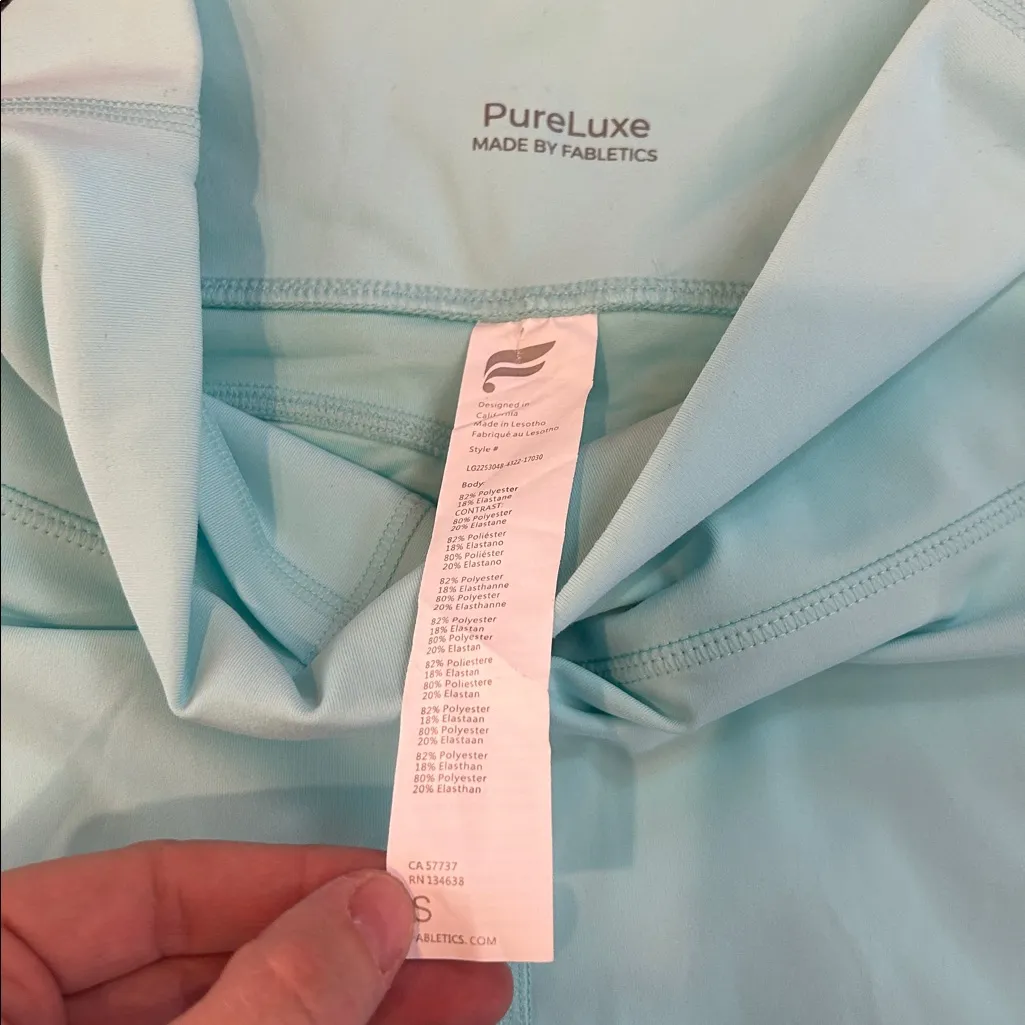 PureLuxe
MADE BY FABLETICS
Designed in
California
Made in Lesotho
Fabriqué au Lesotho
Style #
LG2253048-4322-17030
Body:
82% Polyester
18% Elastane
CONTRAST:
80% Polyester
20% Elastane
82% Poliéster
18% Elastano
80% Poliéster
20% Elastano
82% Polyester
18% Elasthanne
80% Polyester
20% Elasthanne
82% Polyester
18% Elastan
80% Polyester
20% Elastan
82% Poliestere
18% Elastan
80% Poliestere
20% Elastan
82% Polyester
18% Elastaan
80% Polyester
20% Elastaan
82% Polyester
18% Elasthan
80% Polyester
20% Elasthan
CA 57737
RN 134638
S
ABLETICS.COM